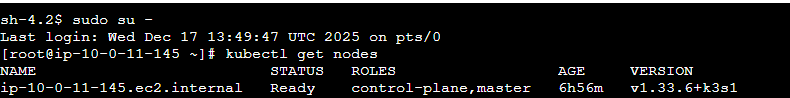 sh-4.2$ sudo su -
Last login: Wed Dec 17 13:49:47 UTC 2025 on pts/0
[root@ip-10-0-11-145 ~]# kubectl get nodes
NAME STATUS ROLES AGE VERSION
ip-10-0-11-145.ec2.internal Ready control-plane,master 6h56m v1.33.6+k3s1